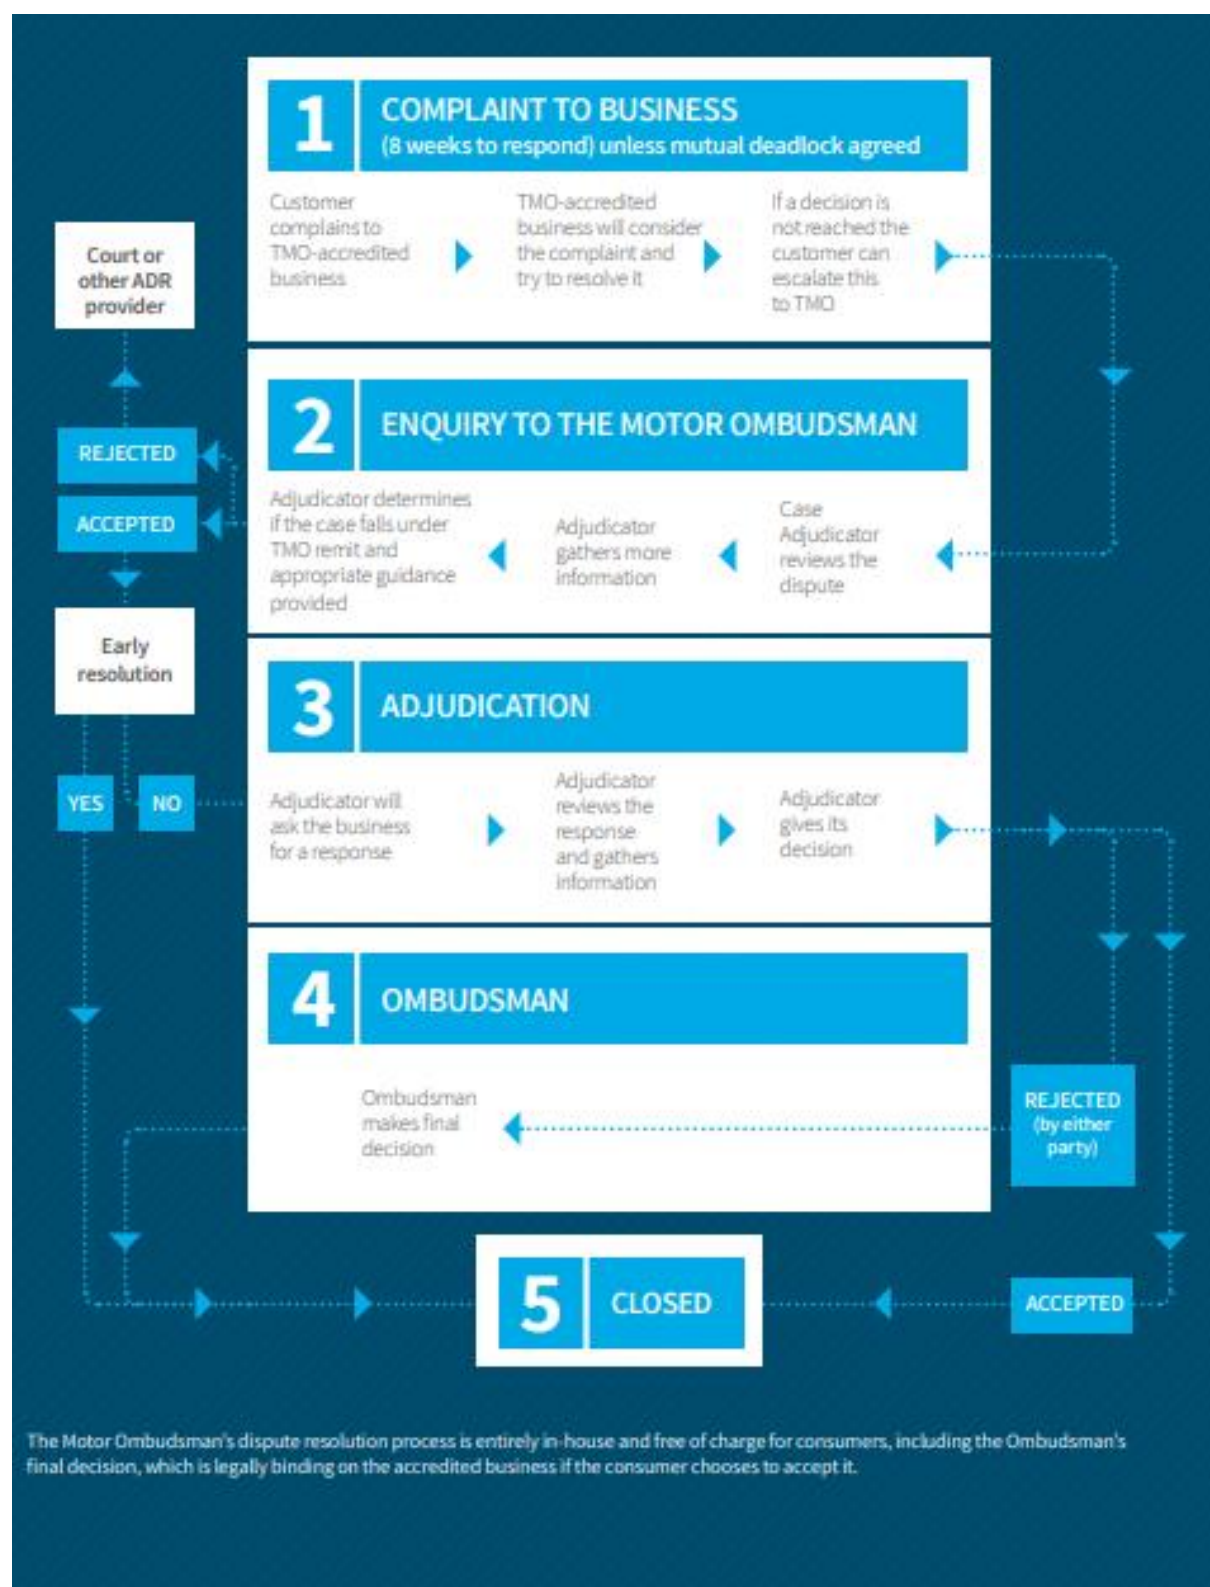 1
COMPLAINT TO BUSINESS
(8 weeks to respond) unless mutual deadlock agreed
Customer
complains to
TMO-accredited
business
TMO-accredited
business will consider
the complaint and
try to resolve it
If a decision is
not reached the
customer can
escalate this
to TMO
Court or
other ADR
provider
REJECTED
ACCEPTED
2
ENQUIRY TO THE MOTOR OMBUDSMAN
Adjudicator determines
if the case falls under
TMO remit and
appropriate guidance
provided
Adjudicator
gathers more
information
Case
Adjudicator
reviews the
dispute
Early
resolution
YES
NO
3
ADJUDICATION
Adjudicator will
ask the business
for a response
Adjudicator
reviews the
response
and gathers
information
Adjudicator
gives its
decision
4
OMBUDSMAN
Ombudsman
makes final
decision
REJECTED
(by either
party)
5
CLOSED
ACCEPTED
The Motor Ombudsman's dispute resolution process is entirely in-house and free of charge for consumers, including the Ombudsman's
final decision, which is legally binding on the accredited business if the consumer chooses to accept it.